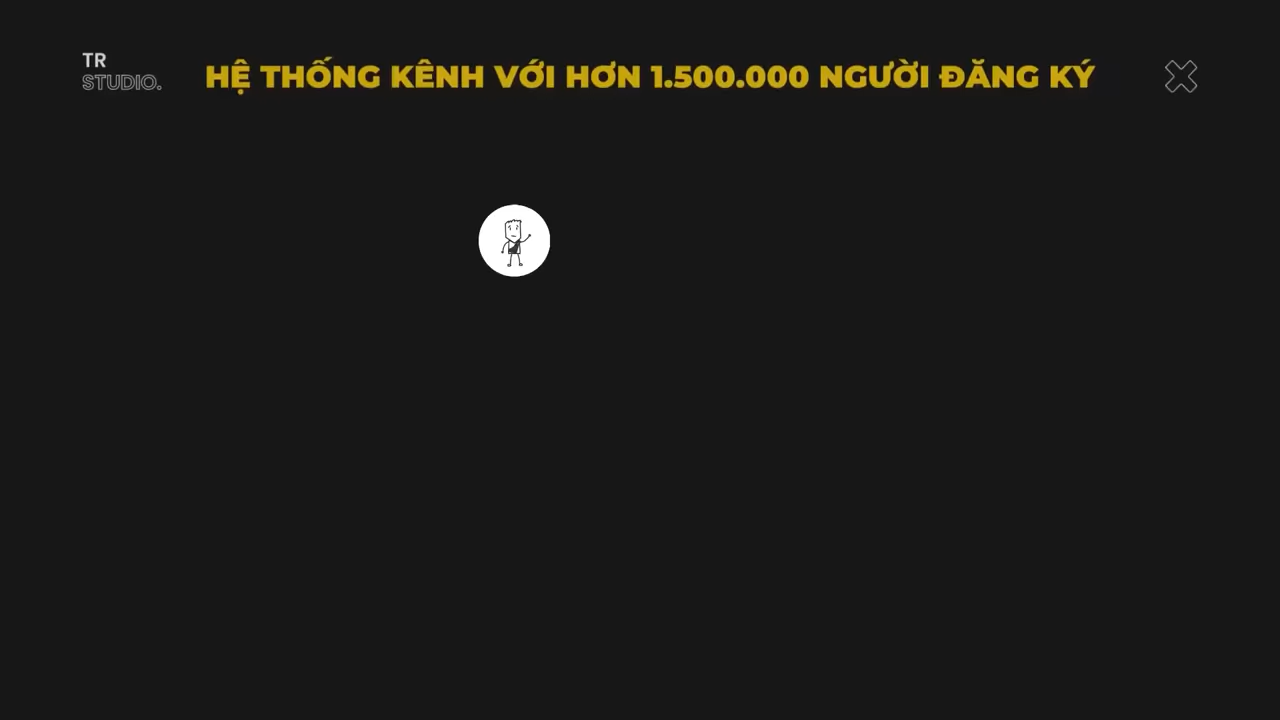 TR
STUDIO.
HỆ THỐNG KÊNH VỚI HƠN 1.500.000 NGƯỜI ĐĂNG KÝ